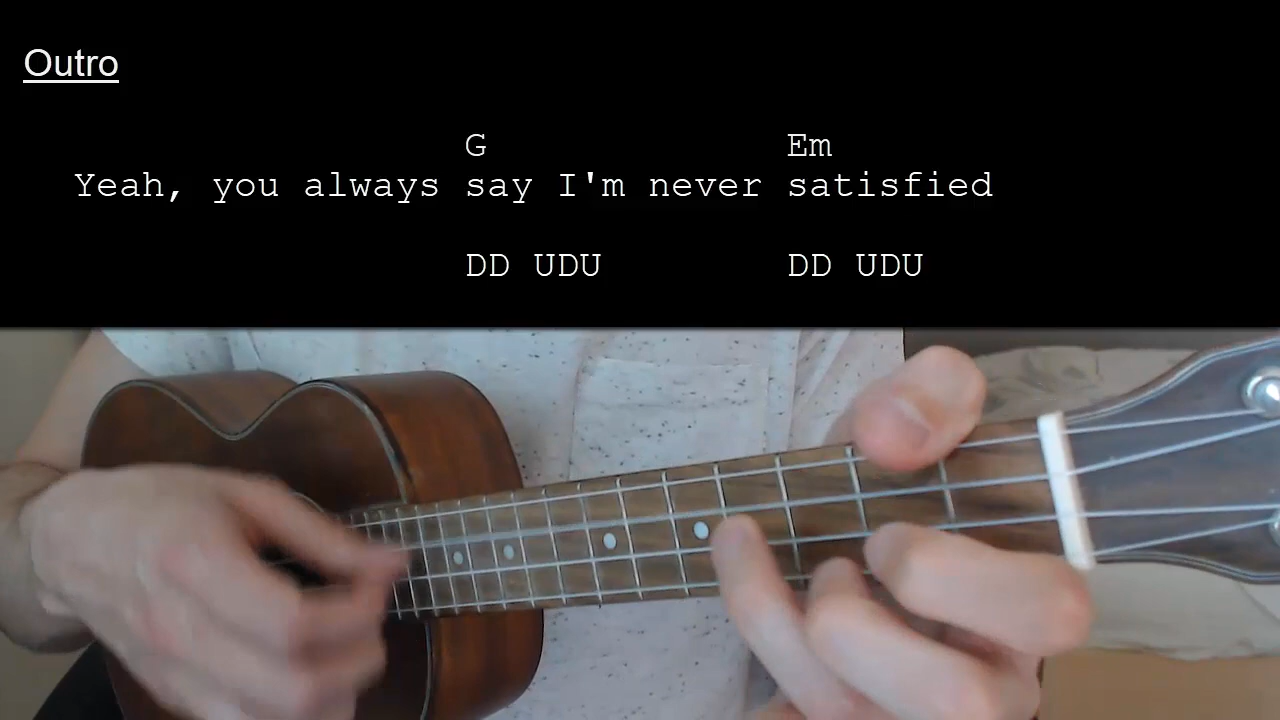 Outro
G Em
Yeah, you always say I'm never satisfied
DD UDU DD UDU